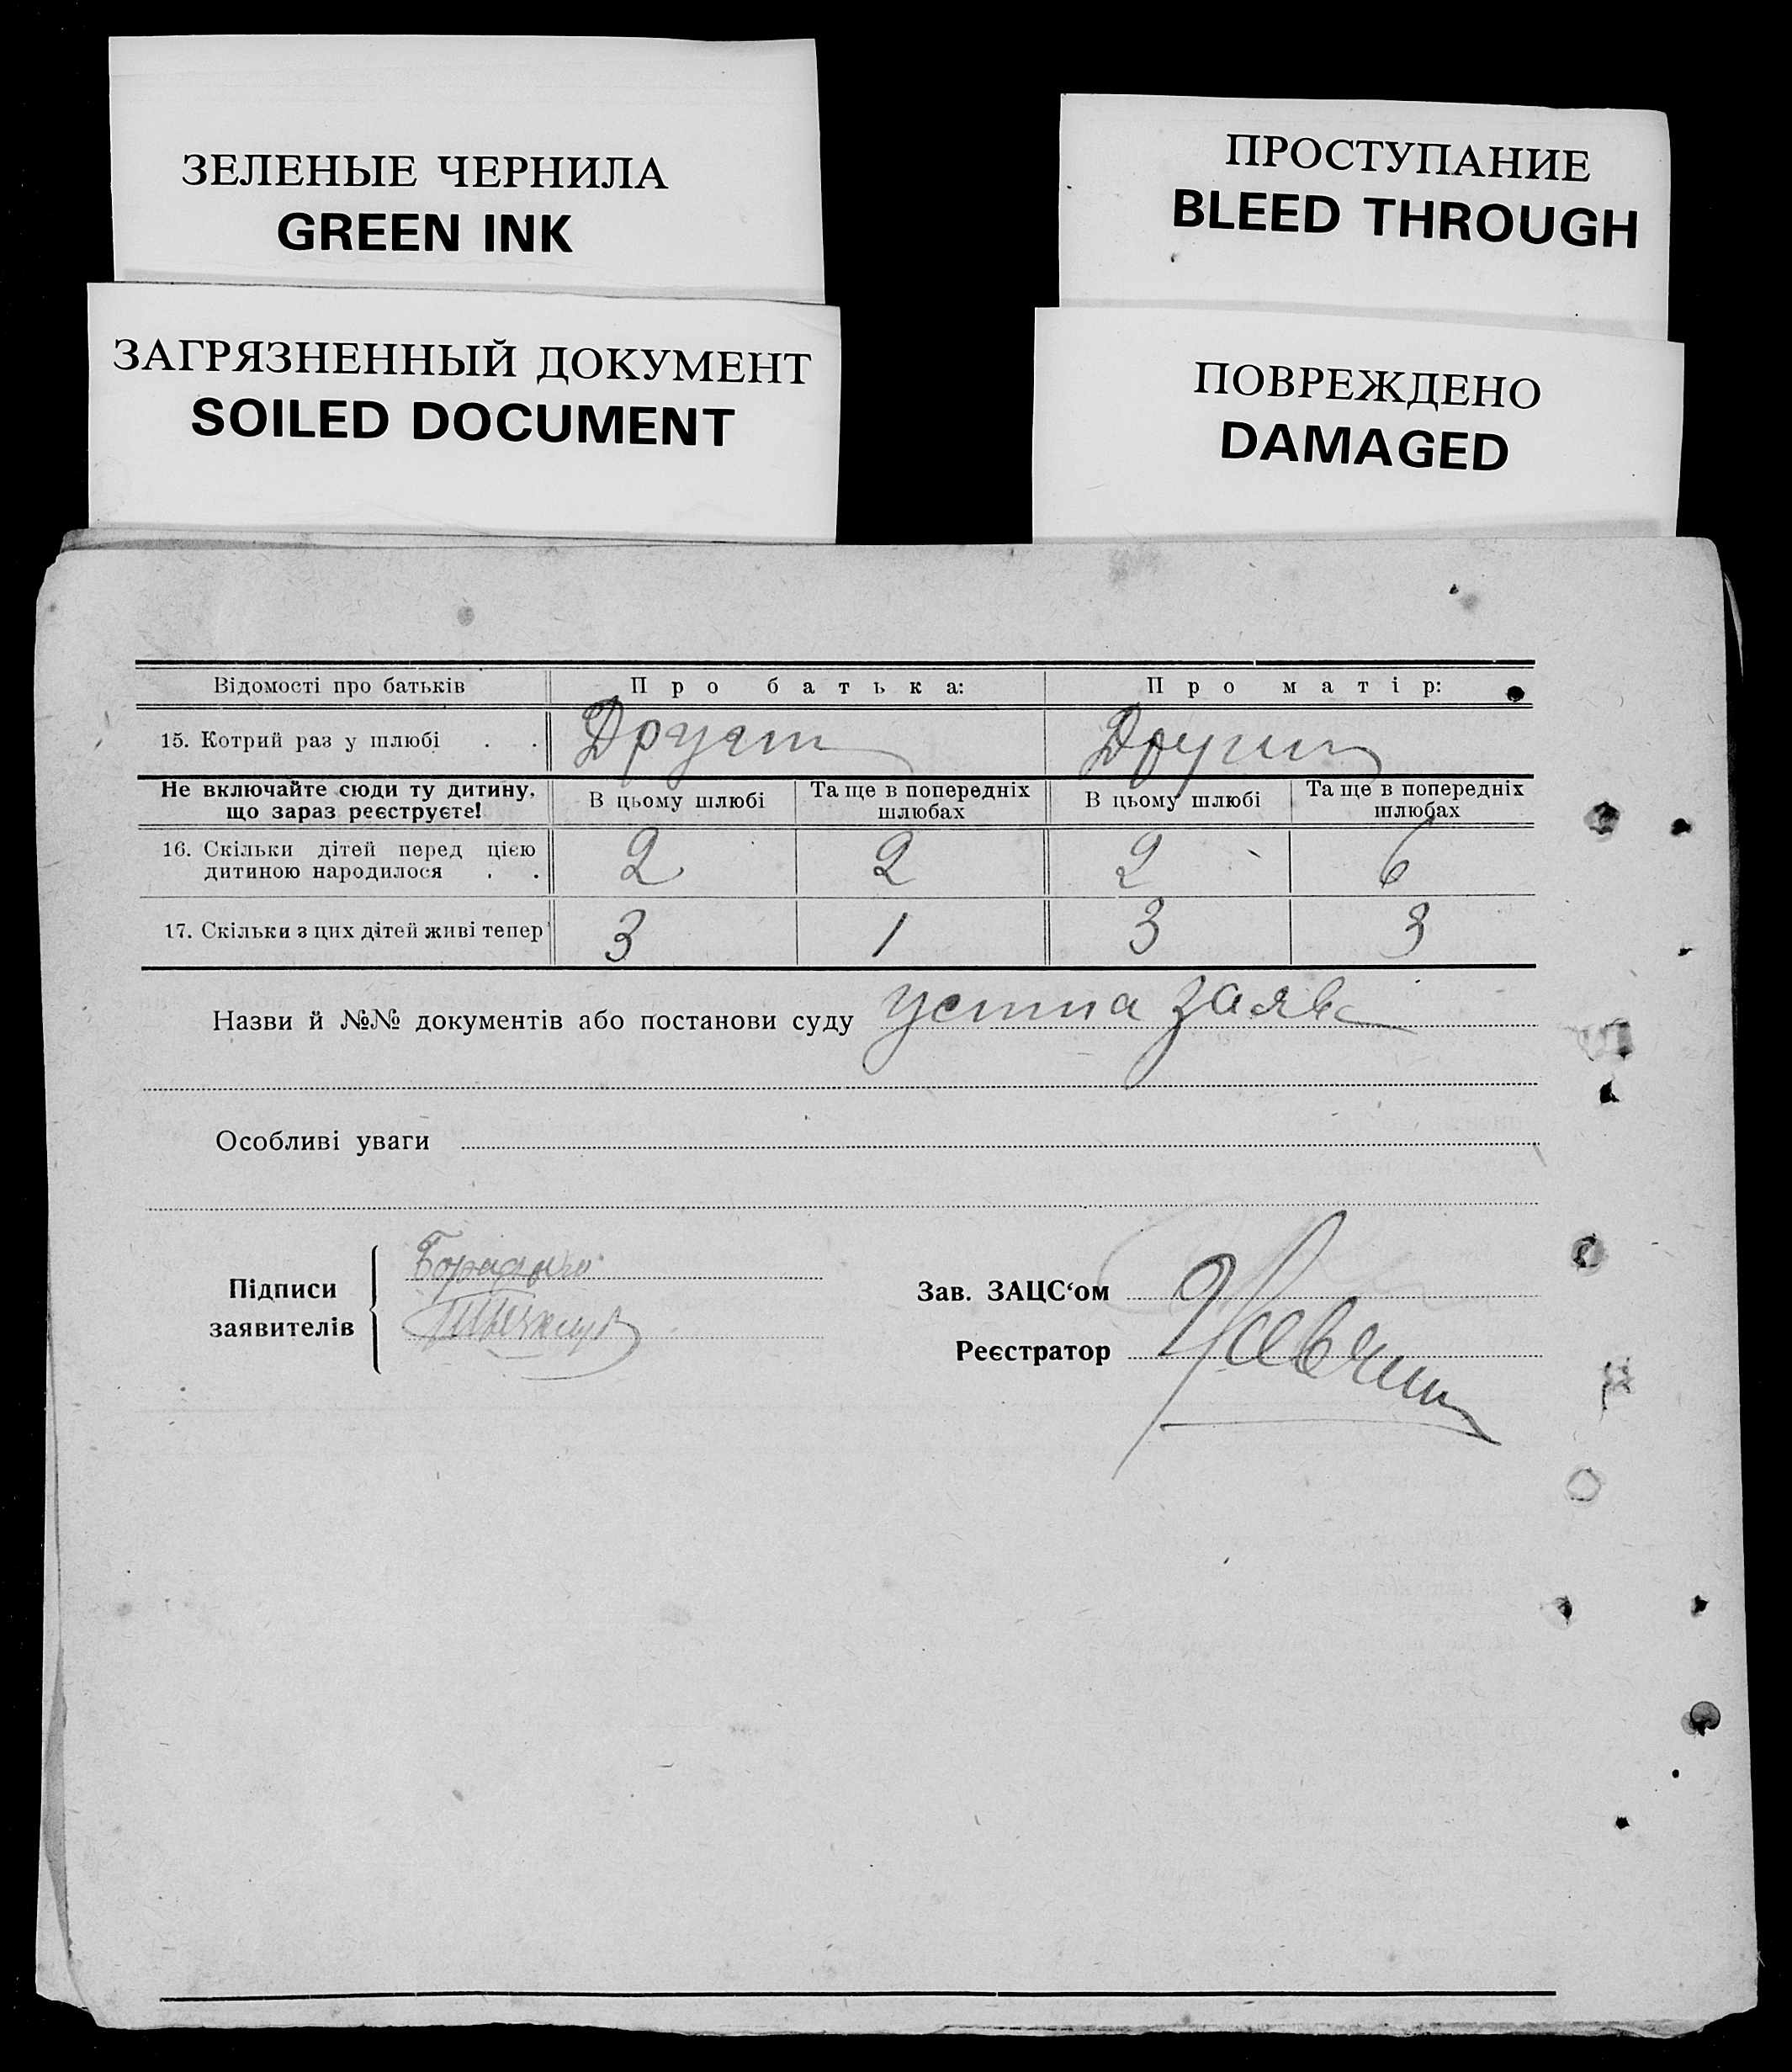 ЗЕЛЕНЫЕ ЧЕРНИЛА
GREEN INK
ПРОСТУПАНИЕ
BLEED THROUGH
ЗАГРЯЗНЕННЫЙ ДОКУМЕНТ
SOILED DOCUMENT
ПОВРЕЖДЕНО
DAMAGED
Відомості про батьків Про батька: Про матір:
15. Котрий раз у шлюбі . .
Не включайте сюди ту дитину, що зараз реєструєте! В цьому шлюбі Та ще в попередніх шлюбах В цьому шлюбі Та ще в попередніх шлюбах
16. Скільки дітей перед цією
дитиною народилося . . 2 2 2 6
17. Скільки з цих дітей живі тепер 3 1 3 3
Назви й №№ документів або постанови суду устна заява
Особливі уваги
Підписи
заявителів
Зав. ЗАЦС‘ом
Реєстратор